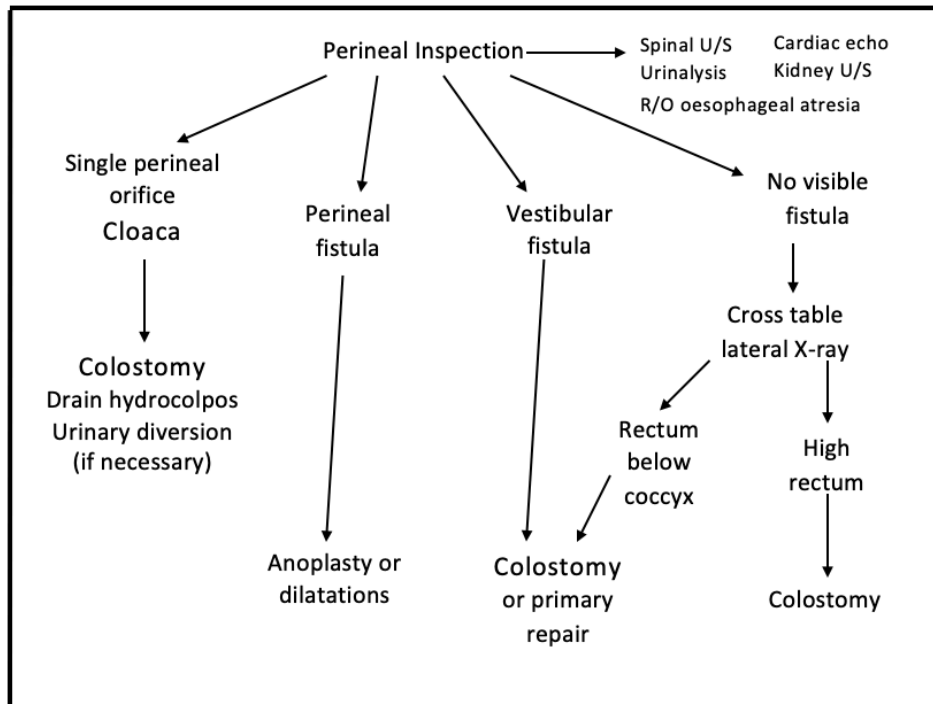 Perineal Inspection
Spinal U/S
Cardiac echo
Urinalysis
Kidney U/S
R/O oesophageal atresia
Single perineal
orifice
Cloaca
Perineal
fistula
Vestibular
fistula
No visible
fistula
Cross table
lateral X-ray
Colostomy
Drain hydrocolpos
Urinary diversion
(if necessary)
Rectum
below
coccyx
High
rectum
Anoplasty or
dilatations
Colostomy
or primary
repair
Colostomy